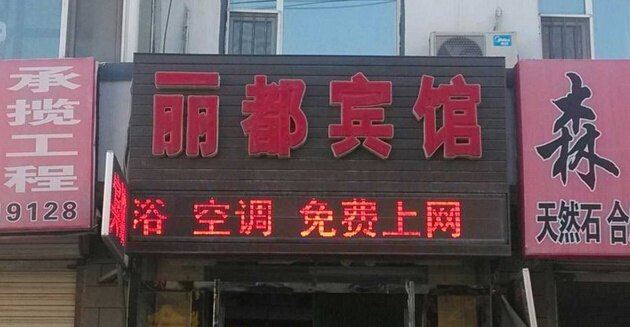 承揽工程
9128
丽都宾馆
浴 空调 免费上网
森
天然石 合
Midea